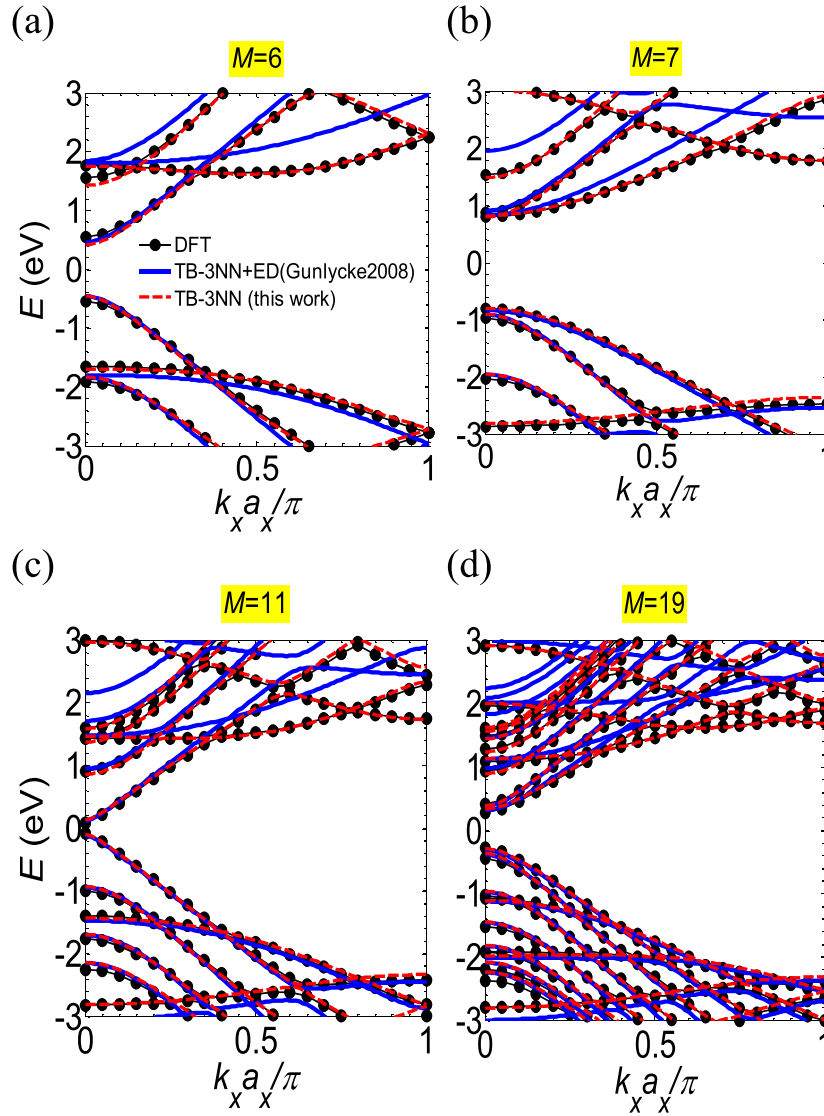 (a)
M=6
3
2
1
0
-1
-2
-3
E (eV)
DFT
TB-3NN+ED(Gunlycke2008)
TB-3NN (this work)
0
0.5
1
kxax/π
(b)
M=7
3
2
1
0
-1
-2
-3
0
0.5
1
kxax/π
(c)
M=11
3
2
1
0
-1
-2
-3
E (eV)
0
0.5
1
kxax/π
(d)
M=19
3
2
1
0
-1
-2
-3
0
0.5
1
kxax/π